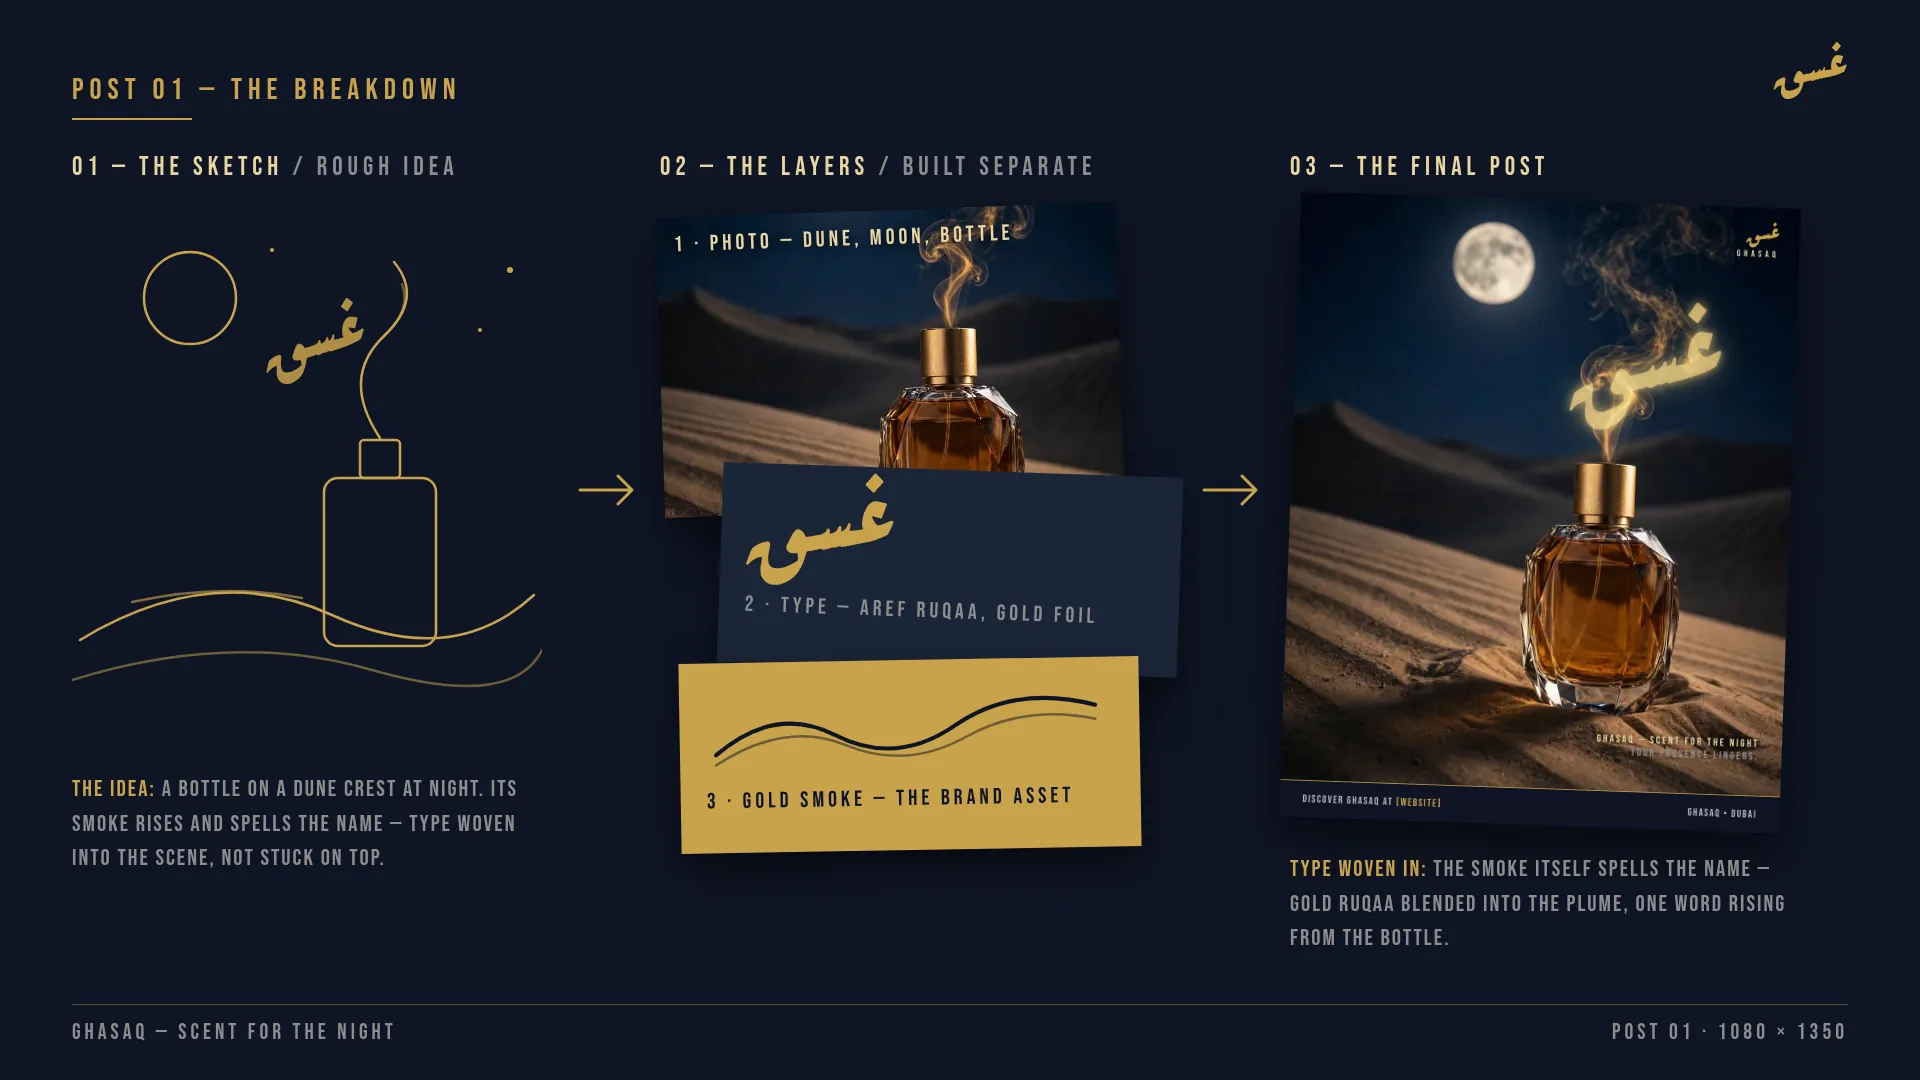 POST 01 — THE BREAKDOWN
غسق
01 — THE SKETCH / ROUGH IDEA
غسق
THE IDEA: A BOTTLE ON A DUNE CREST AT NIGHT. ITS
SMOKE RISES AND SPELLS THE NAME — TYPE WOVEN
INTO THE SCENE, NOT STUCK ON TOP.
02 — THE LAYERS / BUILT SEPARATE
1 · PHOTO — DUNE, MOON, BOTTLE
غسق
2 · TYPE — AREF RUQAA, GOLD FOIL
3 · GOLD SMOKE — THE BRAND ASSET
03 — THE FINAL POST
غسق
GHASAQ
غسق
GHASAQ — SCENT FOR THE NIGHT
YOUR PRESENCE LINGERS.
DISCOVER GHASAQ AT [WEBSITE]
GHASAQ • DUBAI
TYPE WOVEN IN: THE SMOKE ITSELF SPELLS THE NAME —
GOLD RUQAA BLENDED INTO THE PLUME, ONE WORD RISING
FROM THE BOTTLE.
GHASAQ — SCENT FOR THE NIGHT
POST 01 · 1080 × 1350